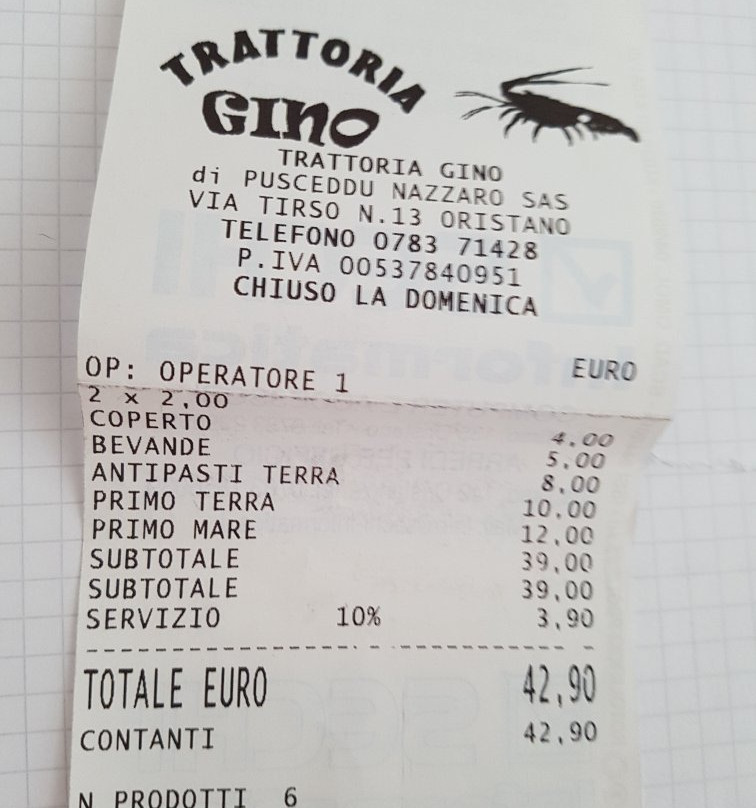 TRATTORIA
GINO
TRATTORIA GINO
di PUSCEDDU NAZZARO SAS
VIA TIRSO N.13 ORISTANO
TELEFONO 0783 71428
P.IVA 00537840951
CHIUSO LA DOMENICA
OP: OPERATORE 1 EURO
2 x 2,00
COPERTO 4,00
BEVANDE 5,00
ANTIPASTI TERRA 8,00
PRIMO TERRA 10,00
PRIMO MARE 12,00
SUBTOTALE 39,00
SUBTOTALE 39,00
SERVIZIO 10% 3,90
TOTALE EURO 42,90
CONTANTI 42,90
N PRODOTTI 6